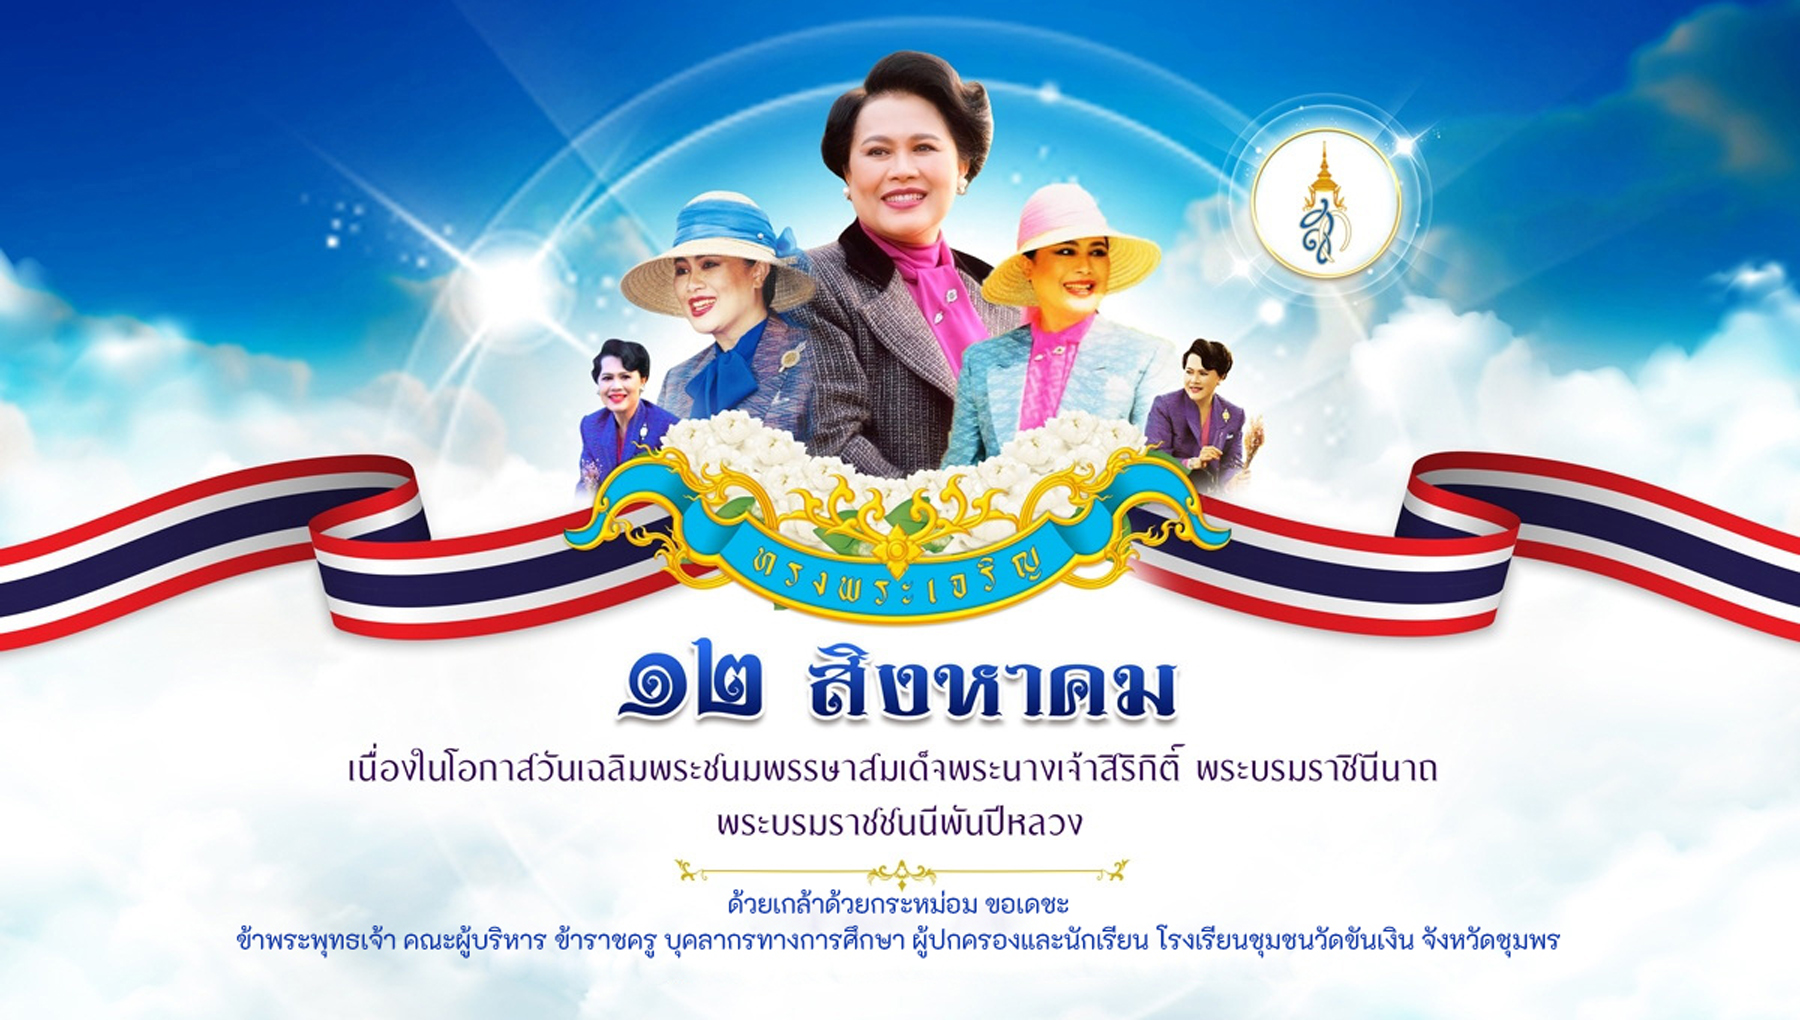 ทรงพระเจริญ
๑๒ สิงหาคม
เนื่องในโอกาสวันเฉลิมพระชนมพรรษาสมเด็จพระนางเจ้าสิริกิติ์ พระบรมราชินีนาถ
พระบรมราชชนนีพันปีหลวง
ด้วยเกล้าด้วยกระหม่อม ขอเดชะ
ข้าพระพุทธเจ้า คณะผู้บริหาร ข้าราชครู บุคลากรทางการศึกษา ผู้ปกครองและนักเรียน โรงเรียนชุมชนวัดขันเงิน จังหวัดชุมพร